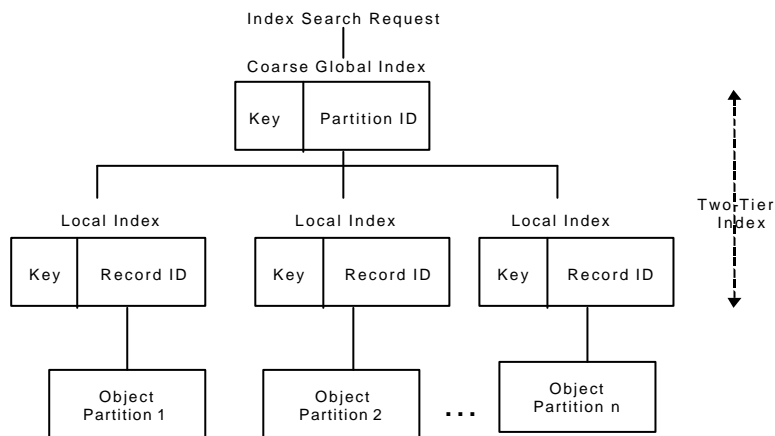 Index Search Request
Coarse Global Index
Key Partition ID
Two-Tier
Index
Local Index Local Index Local Index
Key Record ID Key Record ID Key Record ID
Object
Partition 1
Object
Partition 2
...
Object
Partition n